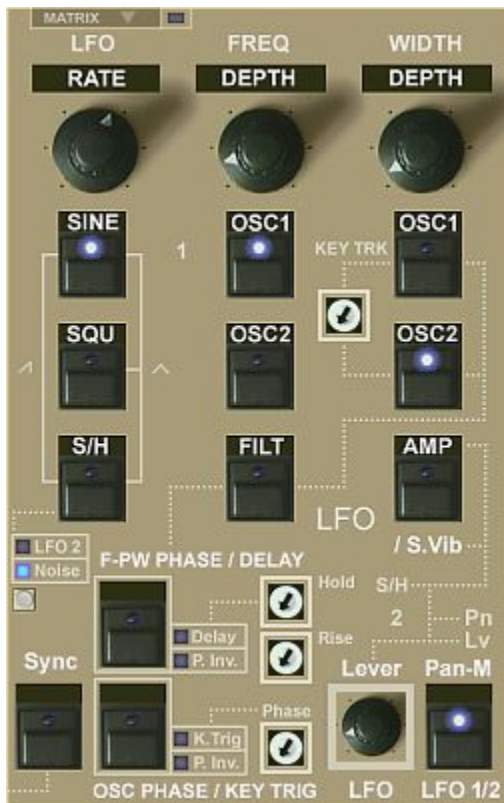 MATRIX
LFO FREQ WIDTH
RATE DEPTH DEPTH
SINE OSC1 OSC1
1 KEY TRK
SQU OSC2 OSC2
S/H FILT AMP
LFO
LFO 2 / S.Vib
Noise F-PW PHASE / DELAY
Hold S/H
2 Pn
Delay Rise Lv
P. Inv.
Sync Lever Pan-M
Phase
K.Trig
P. Inv.
OSC PHASE / KEY TRIG LFO LFO 1/2